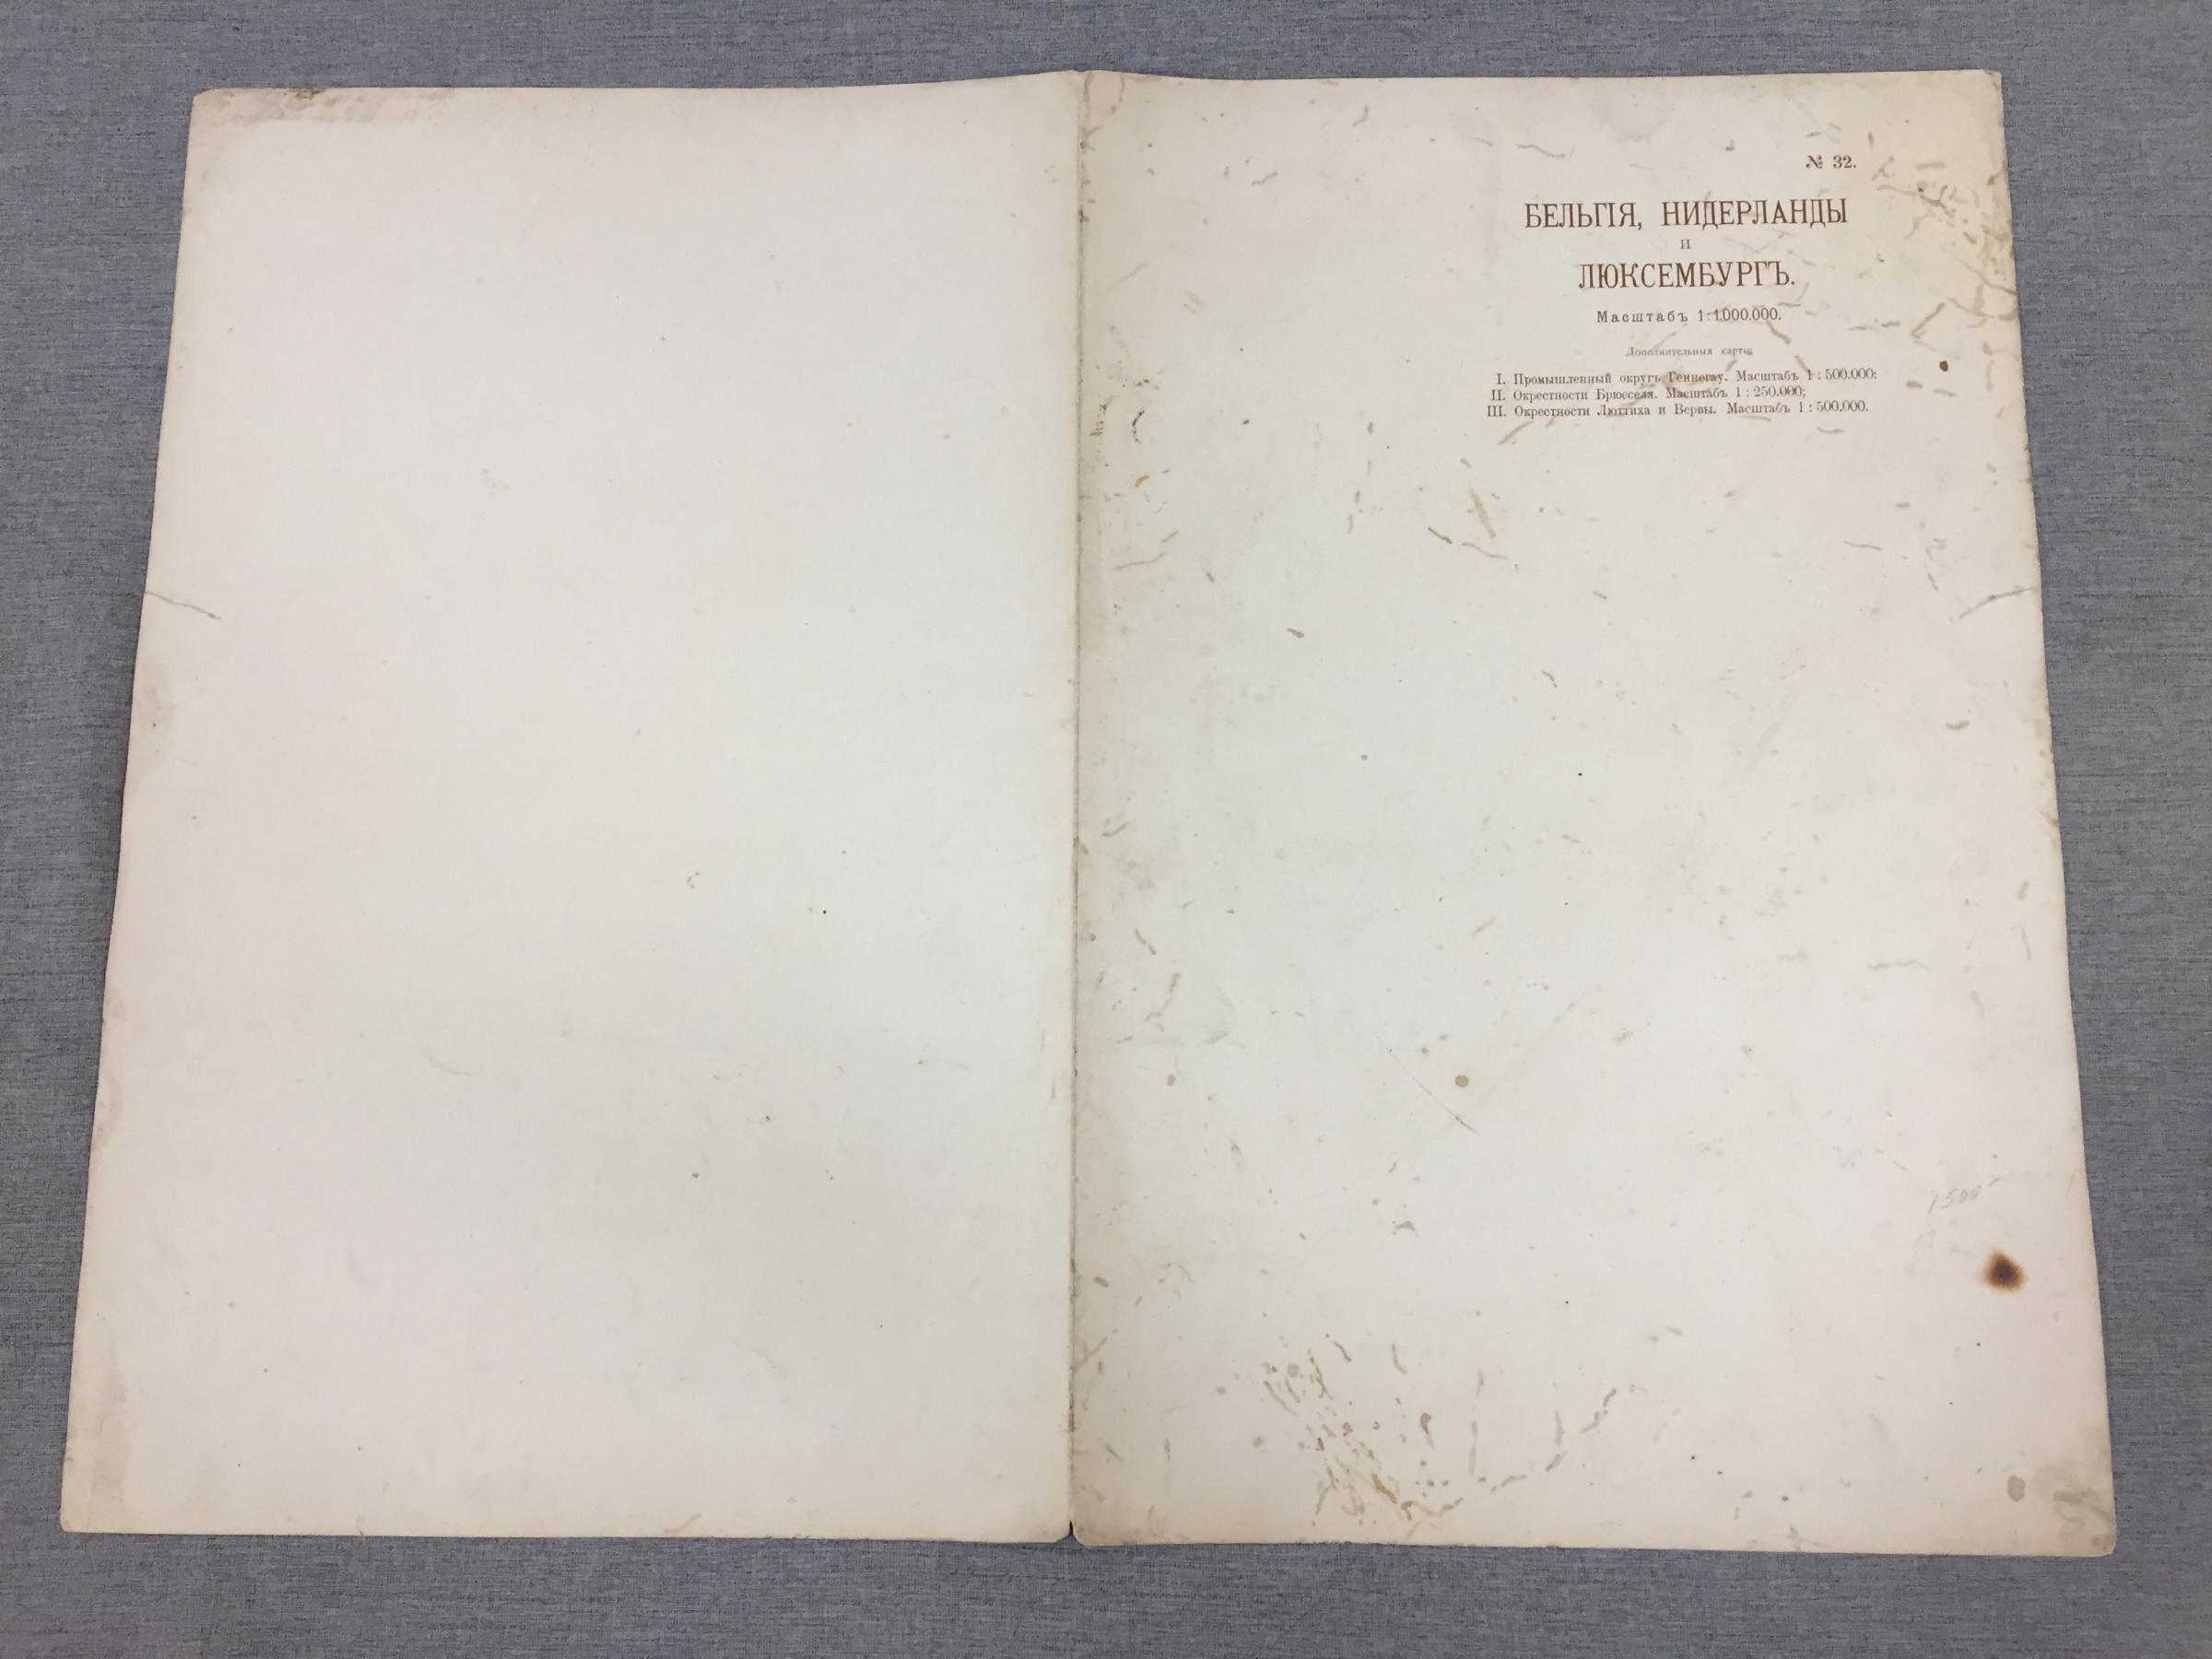 № 32.
БЕЛЬГІЯ, НИДЕРЛАНДЫ
И
ЛЮКСЕМБУРГЪ.
Масштабъ 1:1.000.000.
Дополнительныя карты:
I. Промышленный округъ Геннегау. Масштабъ 1 : 500.000;
II. Окрестности Брюсселя. Масштабъ 1 : 250.000;
III. Окрестности Люттиха и Вервы. Масштабъ 1 : 500.000.
1500